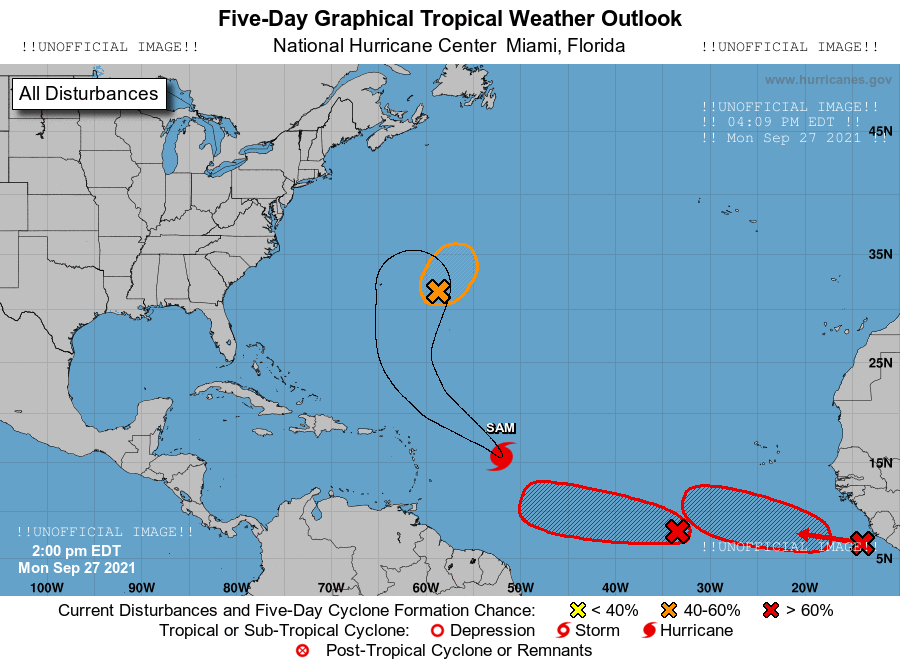 Five-Day Graphical Tropical Weather Outlook
!!UNOFFICIAL IMAGE!! National Hurricane Center Miami, Florida !!UNOFFICIAL IMAGE!!
www.hurricanes.gov
All Disturbances
!!UNOFFICIAL IMAGE!!
!! 04:09 PM EDT !!
!! Mon Sep 27 2021 !!
45N
35N
25N
SAM
15N
!!UNOFFICIAL IMAGE!!
!!UNOFFICIAL IMAGE!!
2:00 pm EDT
5N
Mon Sep 27 2021
100W 90W 80W 70W 60W 50W 40W 30W 20W
Current Disturbances and Five-Day Cyclone Formation Chance: < 40% 40-60% > 60%
Tropical or Sub-Tropical Cyclone: Depression Storm Hurricane
Post-Tropical Cyclone or Remnants